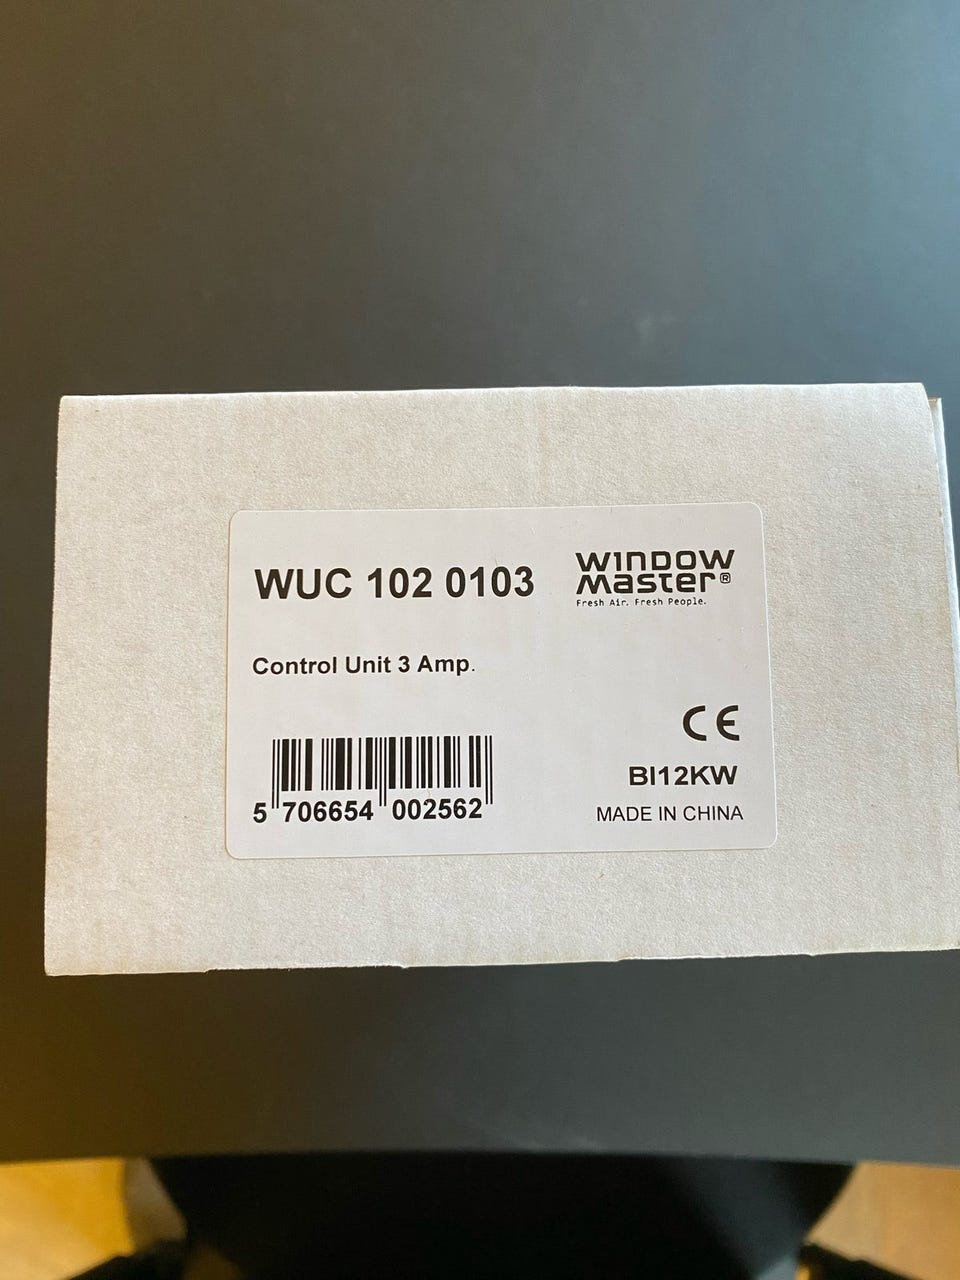 WUC 102 0103
WINDOW
Master®
Fresh Air. Fresh People.
Control Unit 3 Amp.
CE
BI12KW
5 706654 002562
MADE IN CHINA